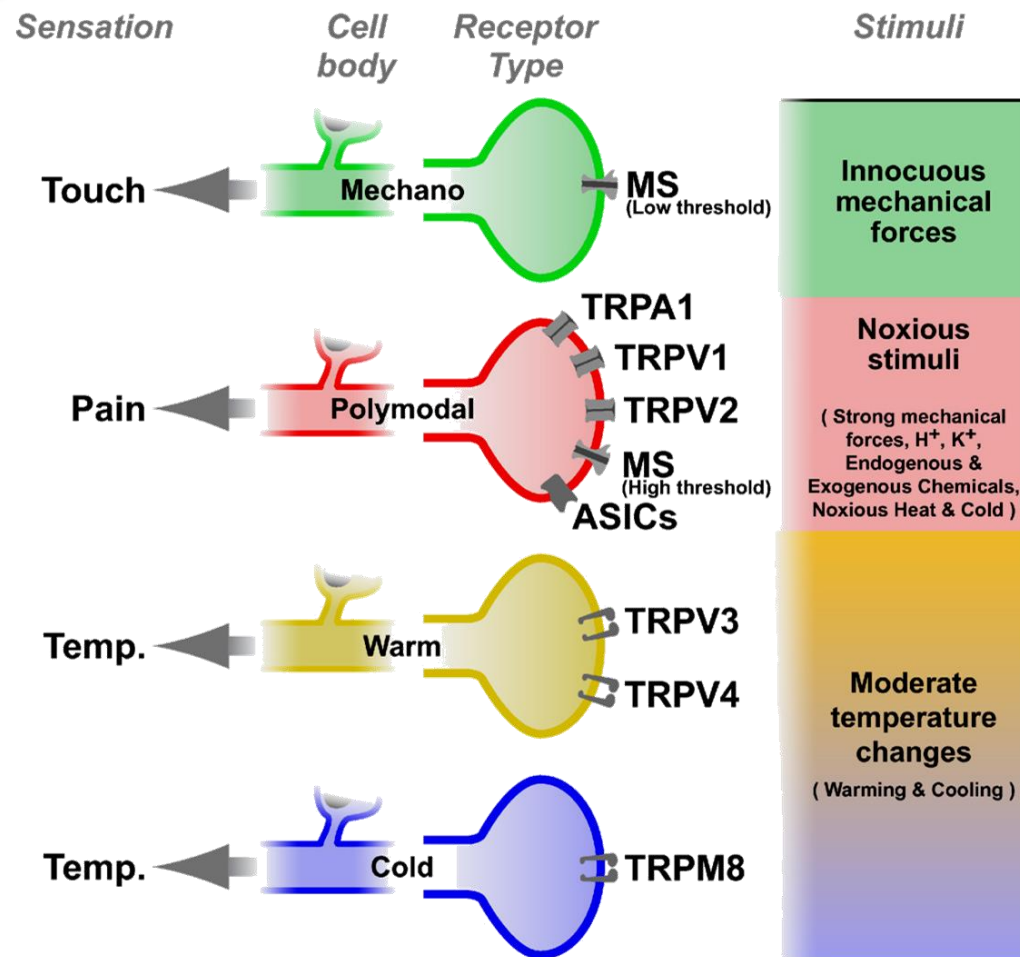 Sensation
Cell
body
Receptor
Type
Stimuli
Touch
Mechano
MS
(Low threshold)
Innocuous
mechanical
forces
Pain
Polymodal
TRPA1
TRPV1
TRPV2
MS
(High threshold)
ASICs
Noxious
stimuli
( Strong mechanical
forces, H⁺, K⁺,
Endogenous &
Exogenous Chemicals,
Noxious Heat & Cold )
Temp.
Warm
TRPV3
TRPV4
Moderate
temperature
changes
( Warming & Cooling )
Temp.
Cold
TRPM8